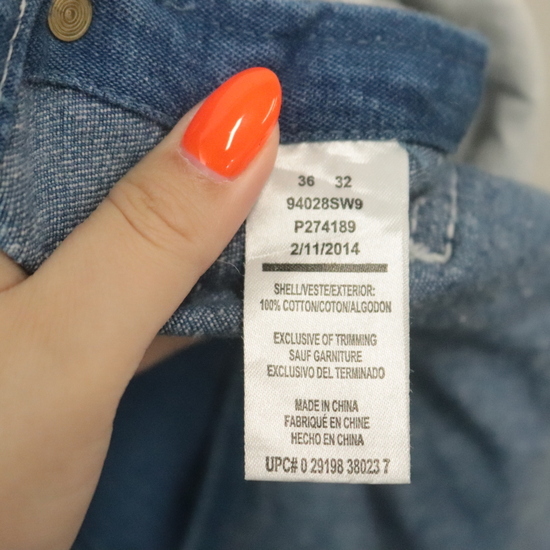 36 32
94028SW9
P274189
2/11/2014
SHELL/VESTE/EXTERIOR:
100% COTTON/COTON/ALGODON
EXCLUSIVE OF TRIMMING
SAUF GARNITURE
EXCLUSIVO DEL TERMINADO
MADE IN CHINA
FABRIQUÉ EN CHINE
HECHO EN CHINA
UPC# 0 29198 38023 7